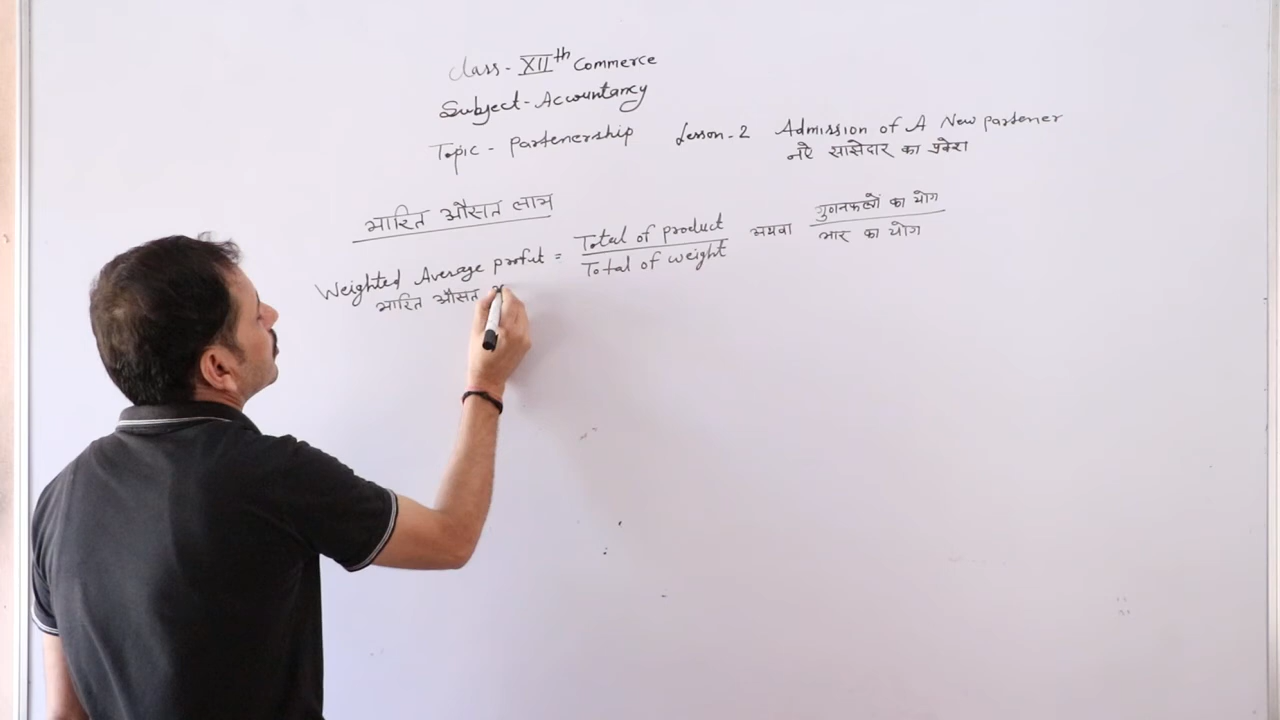 Class - XIIth Commerce
Subject - Accountancy
Topic - Partenership Lesson - 2 Admission of A New partener
नऐ साझेदार का प्रवेश
भारित औसत लाभ
Weighted Average profit = Total of product / Total of weight अथवा गुणनफलों का योग / भार का योग
भारित औसत